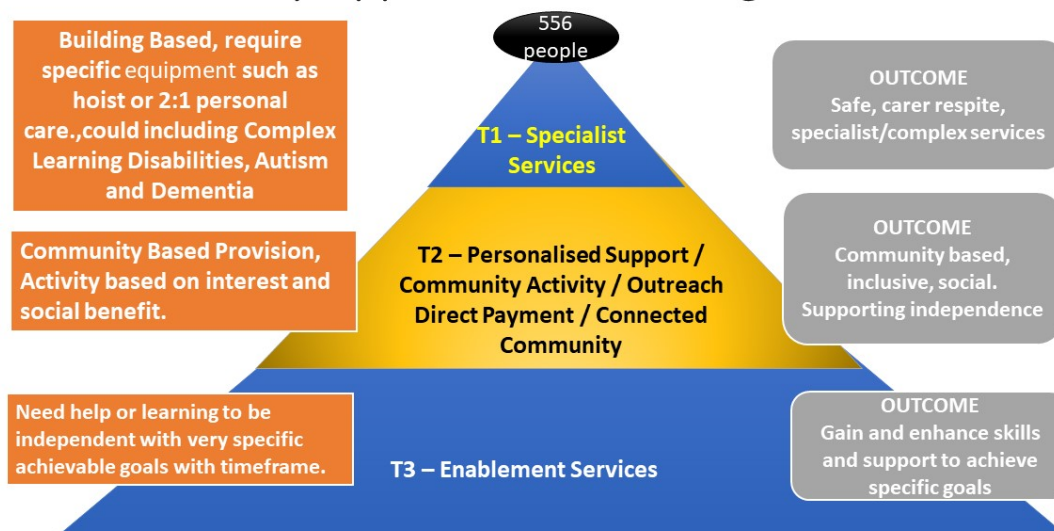 556
people
Building Based, require
specific equipment such as
hoist or 2:1 personal
care.,could including Complex
Learning Disabilities, Autism
and Dementia
T1 – Specialist
Services
OUTCOME
Safe, carer respite,
specialist/complex services
Community Based Provision,
Activity based on interest and
social benefit.
T2 – Personalised Support /
Community Activity / Outreach
Direct Payment / Connected
Community
OUTCOME
Community based,
inclusive, social.
Supporting independence
Need help or learning to be
independent with very specific
achievable goals with timeframe.
T3 – Enablement Services
OUTCOME
Gain and enhance skills
and support to achieve
specific goals